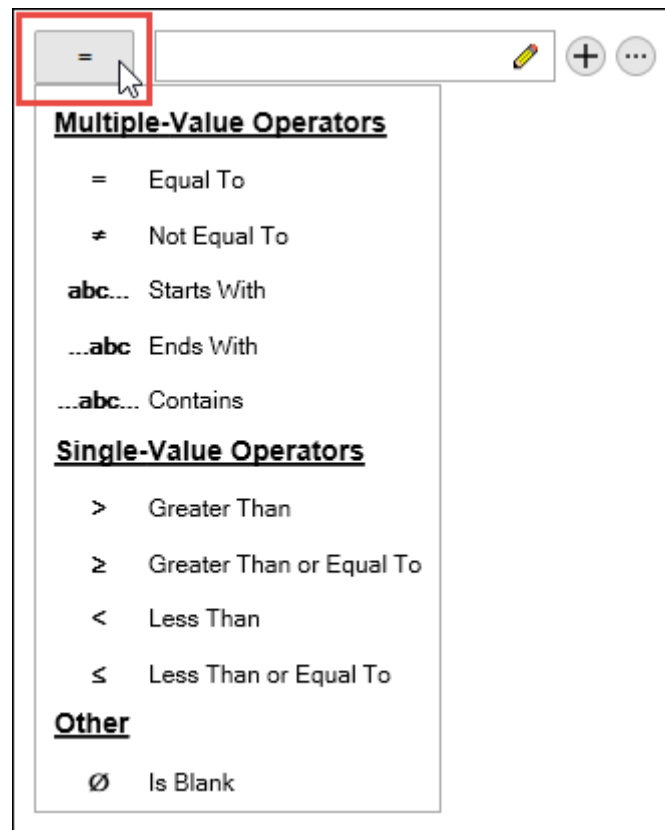 =
Multiple-Value Operators
= Equal To
≠ Not Equal To
abc... Starts With
...abc Ends With
...abc... Contains
Single-Value Operators
> Greater Than
≥ Greater Than or Equal To
< Less Than
≤ Less Than or Equal To
Other
Ø Is Blank